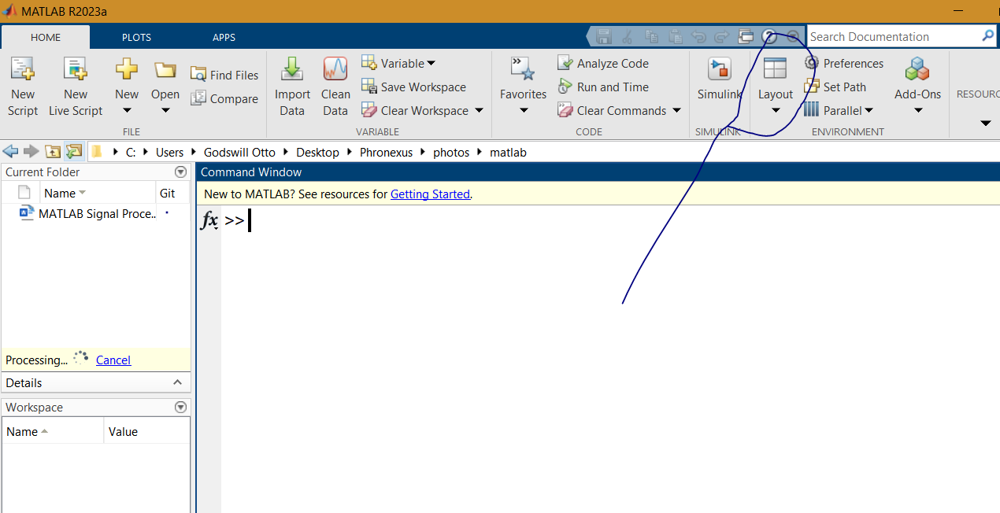 MATLAB R2023a
HOME PLOTS APPS
Search Documentation
New Script
New Live Script
New
Open
Find Files
Compare
FILE
Import Data
Clean Data
Variable
Save Workspace
Clear Workspace
VARIABLE
Favorites
Analyze Code
Run and Time
Clear Commands
CODE
Simulink
SIMULINK
Layout
Preferences
Set Path
Parallel
Add-Ons
ENVIRONMENT
RESOURC
C: Users Godswill Otto Desktop Phronexus photos matlab
Current Folder
Name Git
MATLAB Signal Proce..
Processing... Cancel
Details
Workspace
Name Value
Command Window
New to MATLAB? See resources for Getting Started.
fx >>